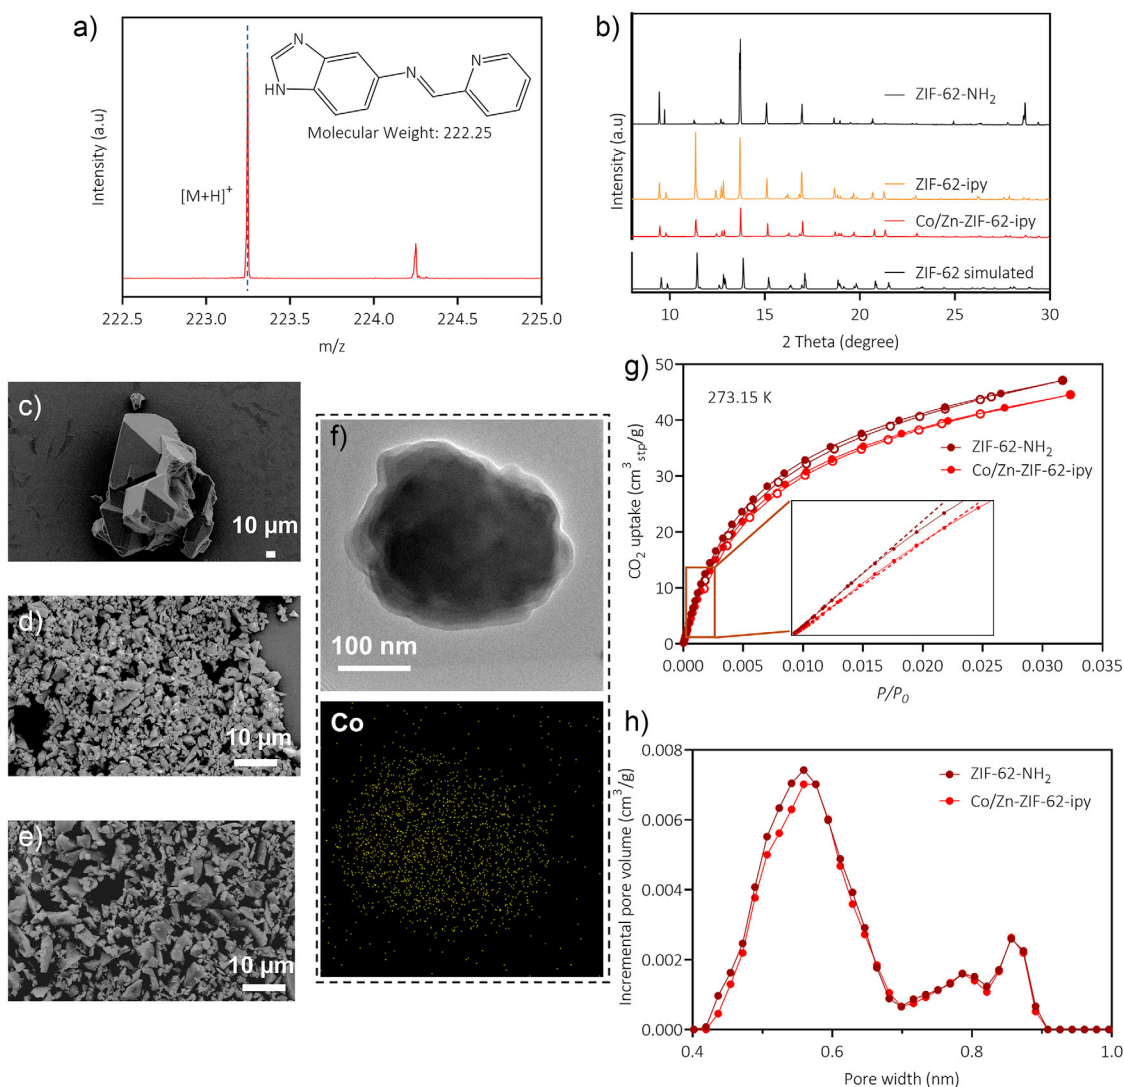 a)
Intensity (a.u)
[M+H]+
N
HN
N
N
Molecular Weight: 222.25
222.5 223.0 223.5 224.0 224.5 225.0
m/z
b)
Intensity (a.u)
ZIF-62-NH2
ZIF-62-ipy
Co/Zn-ZIF-62-ipy
ZIF-62 simulated
10 15 20 25 30
2 Theta (degree)
c)
10 µm
d)
10 µm
e)
10 µm
f)
100 nm
Co
g)
273.15 K
CO2 uptake (cm3stp/g)
50
40
30
20
10
0
ZIF-62-NH2
Co/Zn-ZIF-62-ipy
0.000 0.005 0.010 0.015 0.020 0.025 0.030 0.035
P/P0
h)
Incremental pore volume (cm3/g)
0.008
0.006
0.004
0.002
0.000
ZIF-62-NH2
Co/Zn-ZIF-62-ipy
0.4 0.6 0.8 1.0
Pore width (nm)